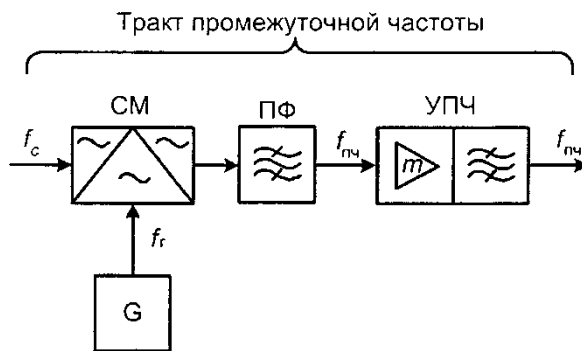 Тракт промежуточной частоты
СМ
ПФ
УПЧ
fс
fпч
fпч
m
fг
G